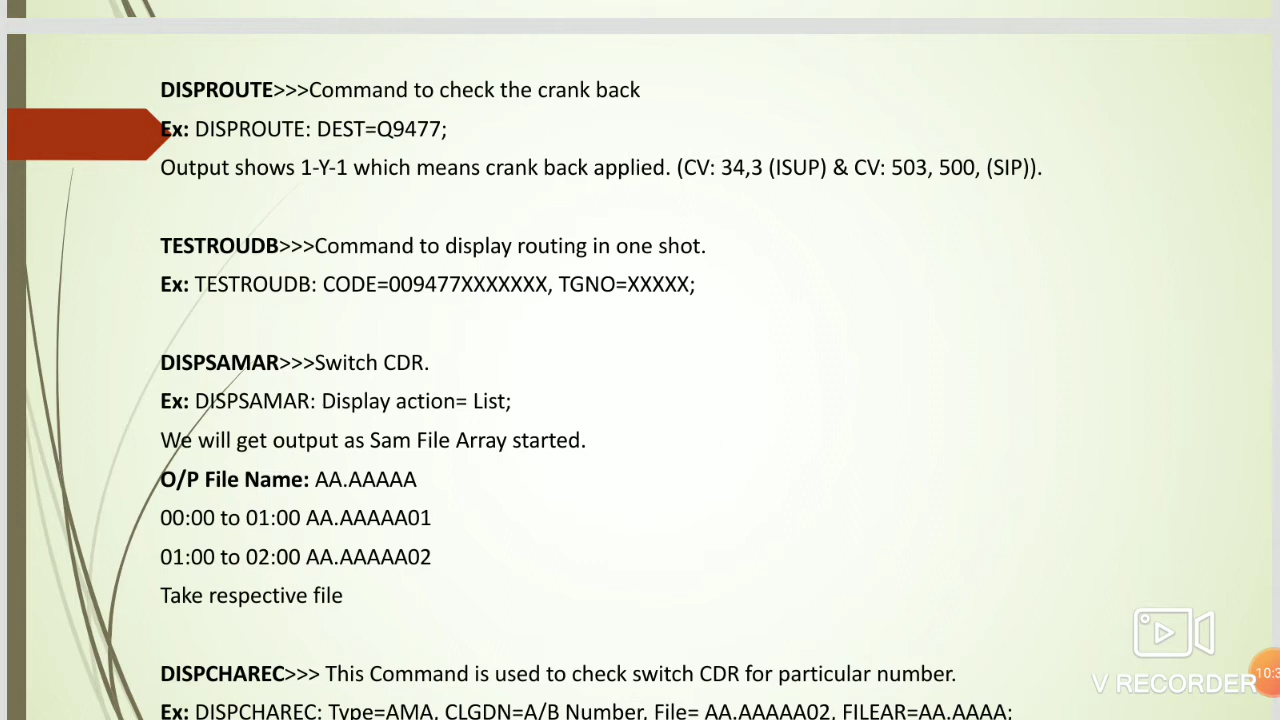 DISPROUTE>>>Command to check the crank back
Ex: DISPROUTE: DEST=Q9477;
Output shows 1-Y-1 which means crank back applied. (CV: 34,3 (ISUP) & CV: 503, 500, (SIP)).
TESTROUDB>>>Command to display routing in one shot.
Ex: TESTROUDB: CODE=009477XXXXXXX, TGNO=XXXXX;
DISPSAMAR>>>Switch CDR.
Ex: DISPSAMAR: Display action= List;
We will get output as Sam File Array started.
O/P File Name: AA.AAAAA
00:00 to 01:00 AA.AAAAA01
01:00 to 02:00 AA.AAAAA02
Take respective file
DISPCHAREC>>> This Command is used to check switch CDR for particular number.
Ex: DISPCHAREC: Type=AMA, CLGDN=A/B Number, File= AA.AAAAA02, FILEAR=AA.AAAA;
V RECORDER